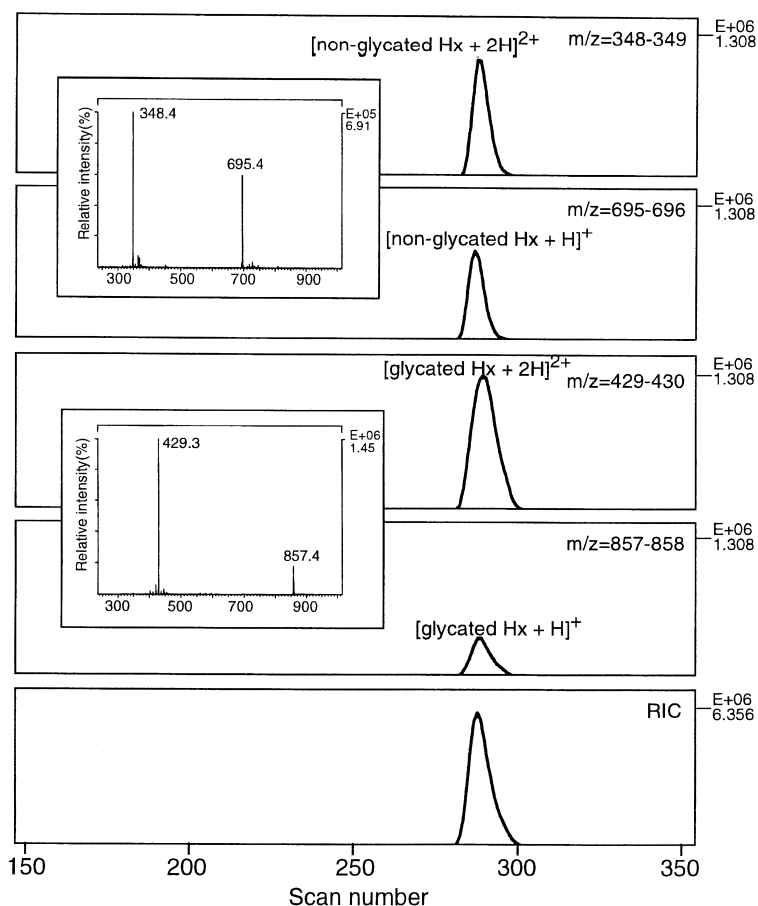 [non-glycated Hx + 2H]2+
m/z=348-349
E+06
1.308
348.4
695.4
E+05
6.91
Relative intensity(%)
300 500 700 900
m/z=695-696
E+06
1.308
[non-glycated Hx + H]+
[glycated Hx + 2H]2+
m/z=429-430
E+06
1.308
429.3
857.4
E+06
1.45
Relative intensity(%)
300 500 700 900
m/z=857-858
E+06
1.308
[glycated Hx + H]+
RIC
E+06
6.356
150 200 250 300 350
Scan number